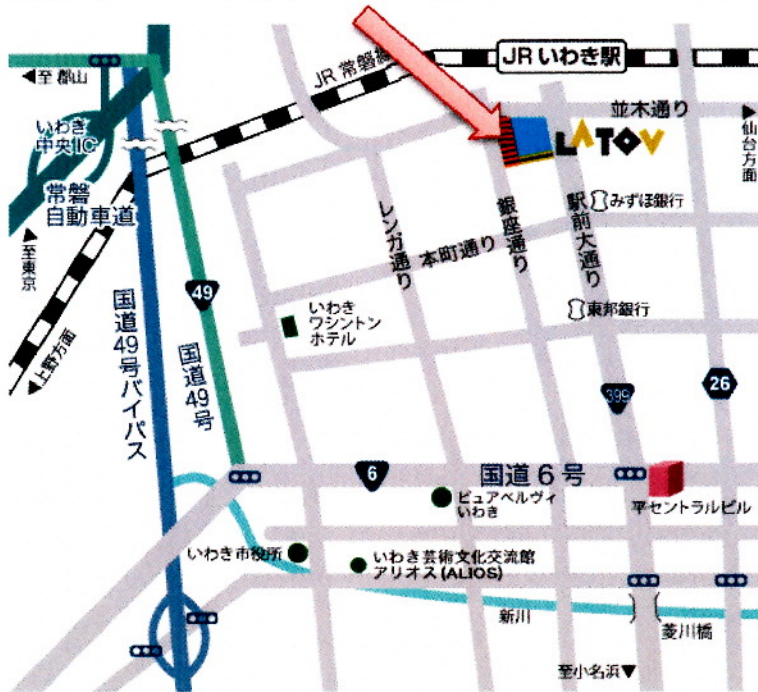 JR いわき駅
JR 常磐線
◀至 郡山
並木通り
▶仙台方面
いわき
中央IC
LATOV
常磐
自動車道
みずほ銀行
駅前大通り
銀座通り
レンガ通り
本町通り
◀至東京
49
国道49号バイパス
国道49号
いわき
ワシントン
ホテル
東邦銀行
◀上野方面
399
26
6
国道6号
ピュアベルヴィ
いわき
平セントラルビル
いわき市役所
いわき芸術文化交流館
アリオス(ALIOS)
新川
菱川橋
至小名浜▼